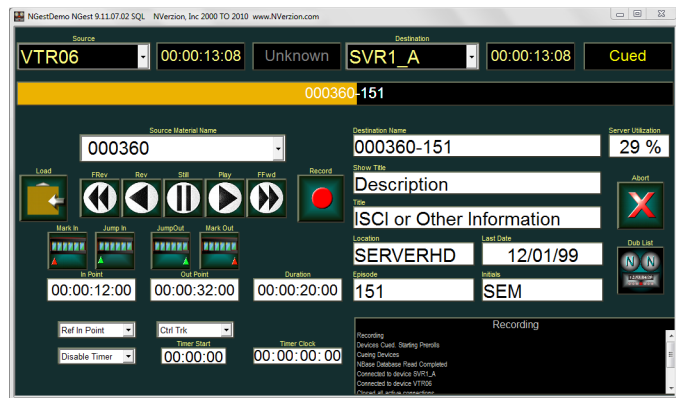 NGestDemo NGest 9.11.07.02 SQL NVerzion, Inc 2000 TO 2010 www.NVerzion.com
Source
Destination
VTR06 00:00:13:08 Unknown SVR1_A 00:00:13:08 Cued
000360-151
Source Material Name
Destination Name
Server Utilization
000360
000360-151
29 %
Load
FRev Rev Still Play FFwd
Record
Show Title
Description
Abort
Title
ISCI or Other Information
Mark In Jump In JumpOut Mark Out
Location
Last Date
Dub List
SERVERHD
12/01/99
N N
In Point
Out Point
Duration
Episode
Initials
00:00:12:00
00:00:32:00
00:00:20:00
151
SEM
Ref In Point
Ctrl Trk
Disable Timer
Timer Start
00:00:00
Timer Clock
00:00:00:00
Recording
Recording
Devices Cued. Starting Prerolls
Cueing Devices
NBase Database Read Completed
Connected to device SVR1_A
Connected to device VTR06
Closed all active connections